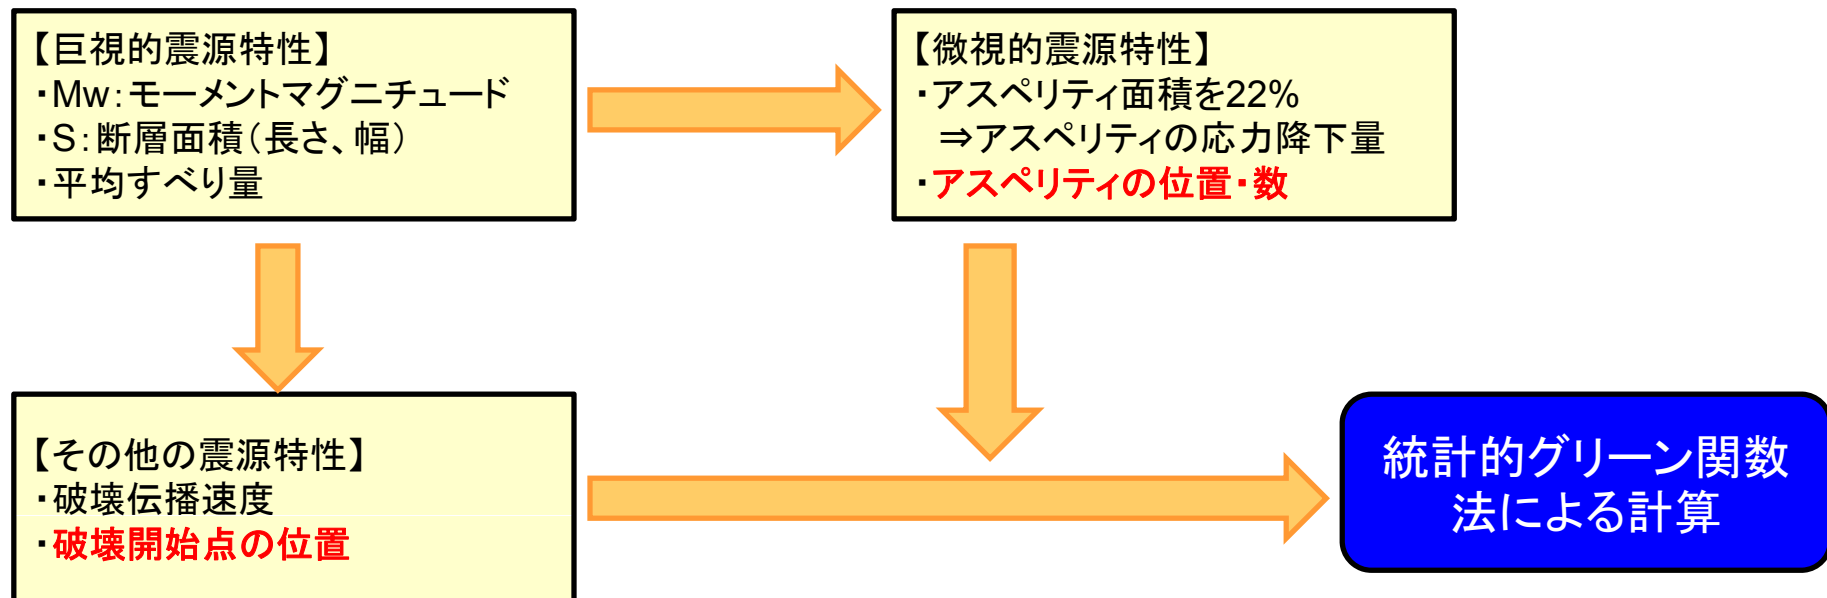 【巨視的震源特性】
・Mw：モーメントマグニチュード
・S：断層面積（長さ、幅）
・平均すべり量
【微視的震源特性】
・アスペリティ面積を22%
⇒アスペリティの応力降下量
・アスペリティの位置・数
【その他の震源特性】
・破壊伝播速度
・破壊開始点の位置
統計的グリーン関数
法による計算